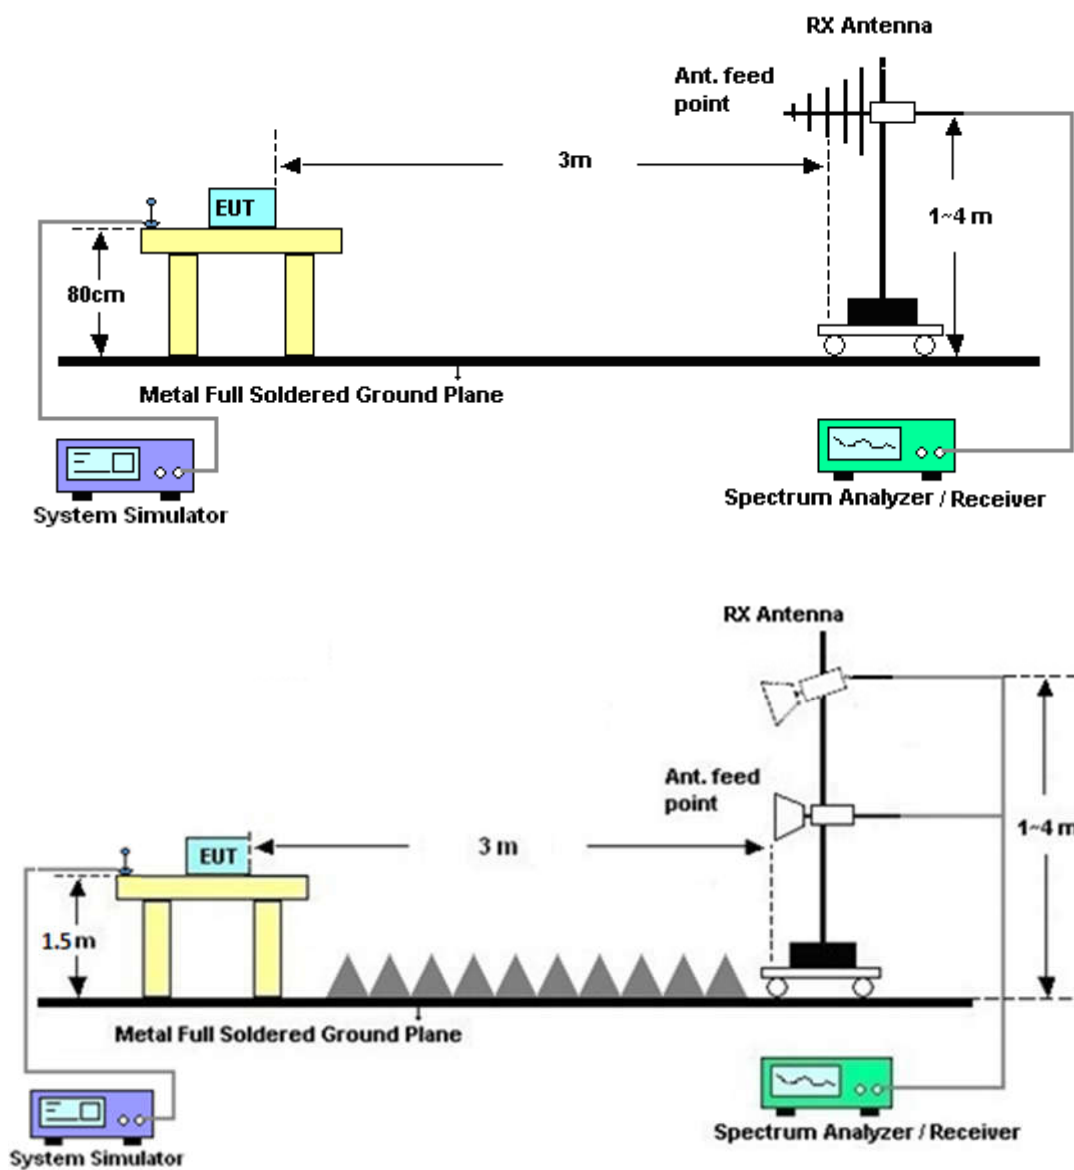 RX Antenna
Ant. feed
point
3m
EUT
1~4 m
80cm
Metal Full Soldered Ground Plane
System Simulator
Spectrum Analyzer / Receiver
RX Antenna
Ant. feed
point
3 m
1~4 m
EUT
1.5 m
Metal Full Soldered Ground Plane
Spectrum Analyzer / Receiver
System Simulator